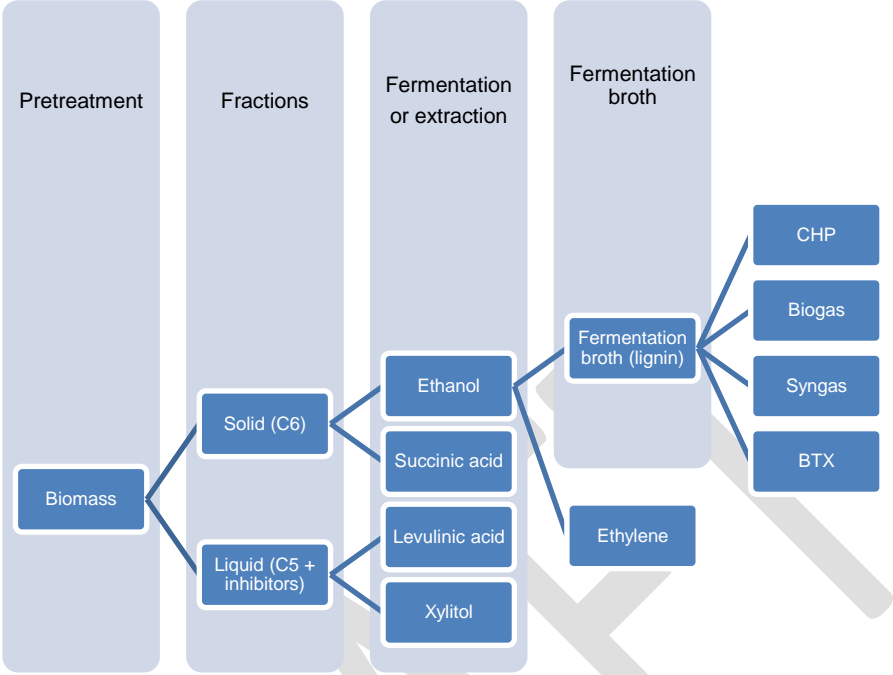 Pretreatment
Fractions
Fermentation
or extraction
Fermentation
broth
CHP
Biogas
Fermentation
broth (lignin)
Syngas
Ethanol
BTX
Solid (C6)
Succinic acid
Biomass
Levulinic acid
Ethylene
Liquid (C5 +
inhibitors)
Xylitol